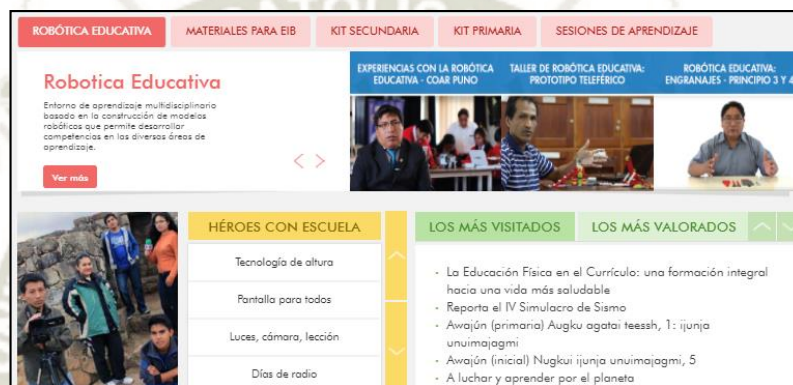 ROBÓTICA EDUCATIVA
MATERIALES PARA EIB
KIT SECUNDARIA
KIT PRIMARIA
SESIONES DE APRENDIZAJE
Robotica Educativa
Entorno de aprendizaje multidisciplinario
basado en la construcción de modelos
robóticos que permite desarrollar
competencias en las diversas áreas de
aprendizaje.
Ver más
EXPERIENCIAS CON LA ROBÓTICA
EDUCATIVA - COAR PUNO
TALLER DE ROBÓTICA EDUCATIVA:
PROTOTIPO TELEFÉRICO
ROBÓTICA EDUCATIVA:
ENGRANAJES - PRINCIPIO 3 Y 4
HÉROES CON ESCUELA
Tecnología de altura
Pantalla para todos
Luces, cámara, lección
Días de radio
LOS MÁS VISITADOS
LOS MÁS VALORADOS
La Educación Física en el Currículo: una formación integral
hacia una vida más saludable
Reporta el IV Simulacro de Sismo
Awajún (primaria) Augku agatai teessh, 1: ijunja
unuimajagmi
Awajún (inicial) Nugkui ijunja unuimajagmi, 5
A luchar y aprender por el planeta